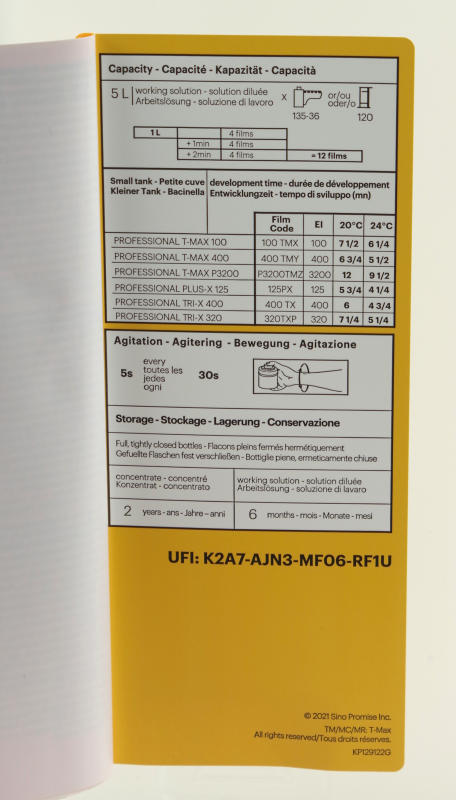 Capacity - Capacité - Kapazität - Capacità
5 L working solution - solution diluée x or/ou
Arbeitslösung - soluzione di lavoro oder/o
135-36 120
1 L 4 films
+ 1min 4 films
+ 2min 4 films = 12 films
Small tank - Petite cuve development time - durée de développement
Kleiner Tank - Bacinella Entwicklungzeit - tempo di sviluppo (mn)
Film Code EI 20°C 24°C
PROFESSIONAL T-MAX 100 100 TMX 100 7 1/2 6 1/4
PROFESSIONAL T-MAX 400 400 TMY 400 6 3/4 5 1/2
PROFESSIONAL T-MAX P3200 P3200TMZ 3200 12 9 1/2
PROFESSIONAL PLUS-X 125 125PX 125 5 3/4 4 1/4
PROFESSIONAL TRI-X 400 400 TX 400 6 4 3/4
PROFESSIONAL TRI-X 320 320TXP 320 7 1/4 5 1/4
Agitation - Agitering - Bewegung - Agitazione
5s every 30s
toutes les
jedes
ogni
Storage - Stockage - Lagerung - Conservazione
Full, tightly closed bottles - Flacons pleins fermés hermétiquement
Gefuellte Flaschen fest verschließen - Bottiglie piene, ermeticamente chiuse
concentrate - concentré working solution - solution diluée
Konzentrat - concentrato Arbeitslösung - soluzione di lavoro
2 years - ans - Jahre - anni 6 months - mois - Monate - mesi
UFI: K2A7-AJN3-MF06-RF1U
© 2021 Sino Promise Inc.
TM/MC/MR: T-Max
All rights reserved/Tous droits réserves.
KP129122G